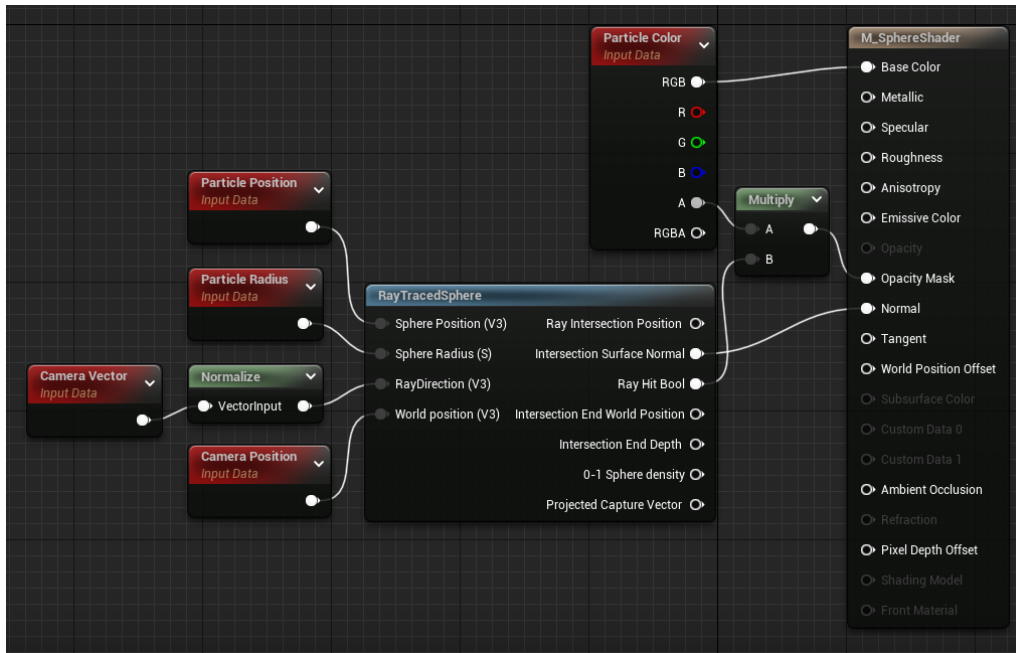 Particle Color
Input Data
RGB
R
G
B
A
RGBA
M_SphereShader
Base Color
Metallic
Specular
Roughness
Anisotropy
Emissive Color
Opacity
Opacity Mask
Normal
Tangent
World Position Offset
Subsurface Color
Custom Data 0
Custom Data 1
Ambient Occlusion
Refraction
Pixel Depth Offset
Shading Model
Front Material
Multiply
A
B
Particle Position
Input Data
Particle Radius
Input Data
Camera Vector
Input Data
Normalize
VectorInput
Camera Position
Input Data
RayTracedSphere
Sphere Position (V3) Ray Intersection Position
Sphere Radius (S) Intersection Surface Normal
RayDirection (V3) Ray Hit Bool
World position (V3) Intersection End World Position
Intersection End Depth
0-1 Sphere density
Projected Capture Vector